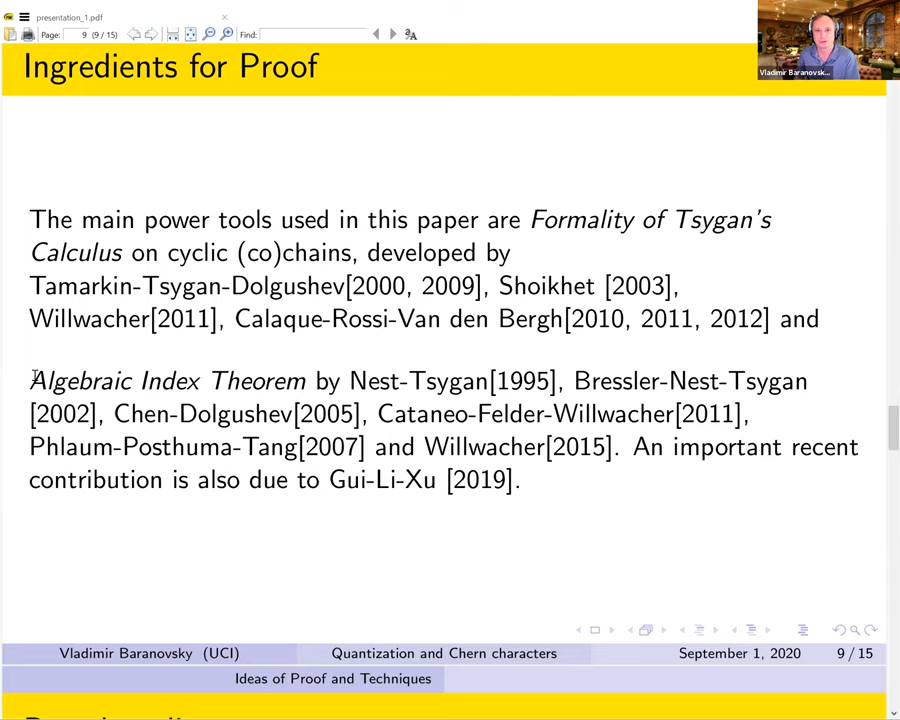 presentation_1.pdf
Page: 9 (9 / 15) Find:
Ingredients for Proof
Vladimir Baranovsk...
The main power tools used in this paper are Formality of Tsygan's
Calculus on cyclic (co)chains, developed by
Tamarkin-Tsygan-Dolgushev[2000, 2009], Shoikhet [2003],
Willwacher[2011], Calaque-Rossi-Van den Bergh[2010, 2011, 2012] and
Algebraic Index Theorem by Nest-Tsygan[1995], Bressler-Nest-Tsygan
[2002], Chen-Dolgushev[2005], Cataneo-Felder-Willwacher[2011],
Phlaum-Posthuma-Tang[2007] and Willwacher[2015]. An important recent
contribution is also due to Gui-Li-Xu [2019].
Vladimir Baranovsky (UCI) Quantization and Chern characters September 1, 2020 9 / 15
Ideas of Proof and Techniques